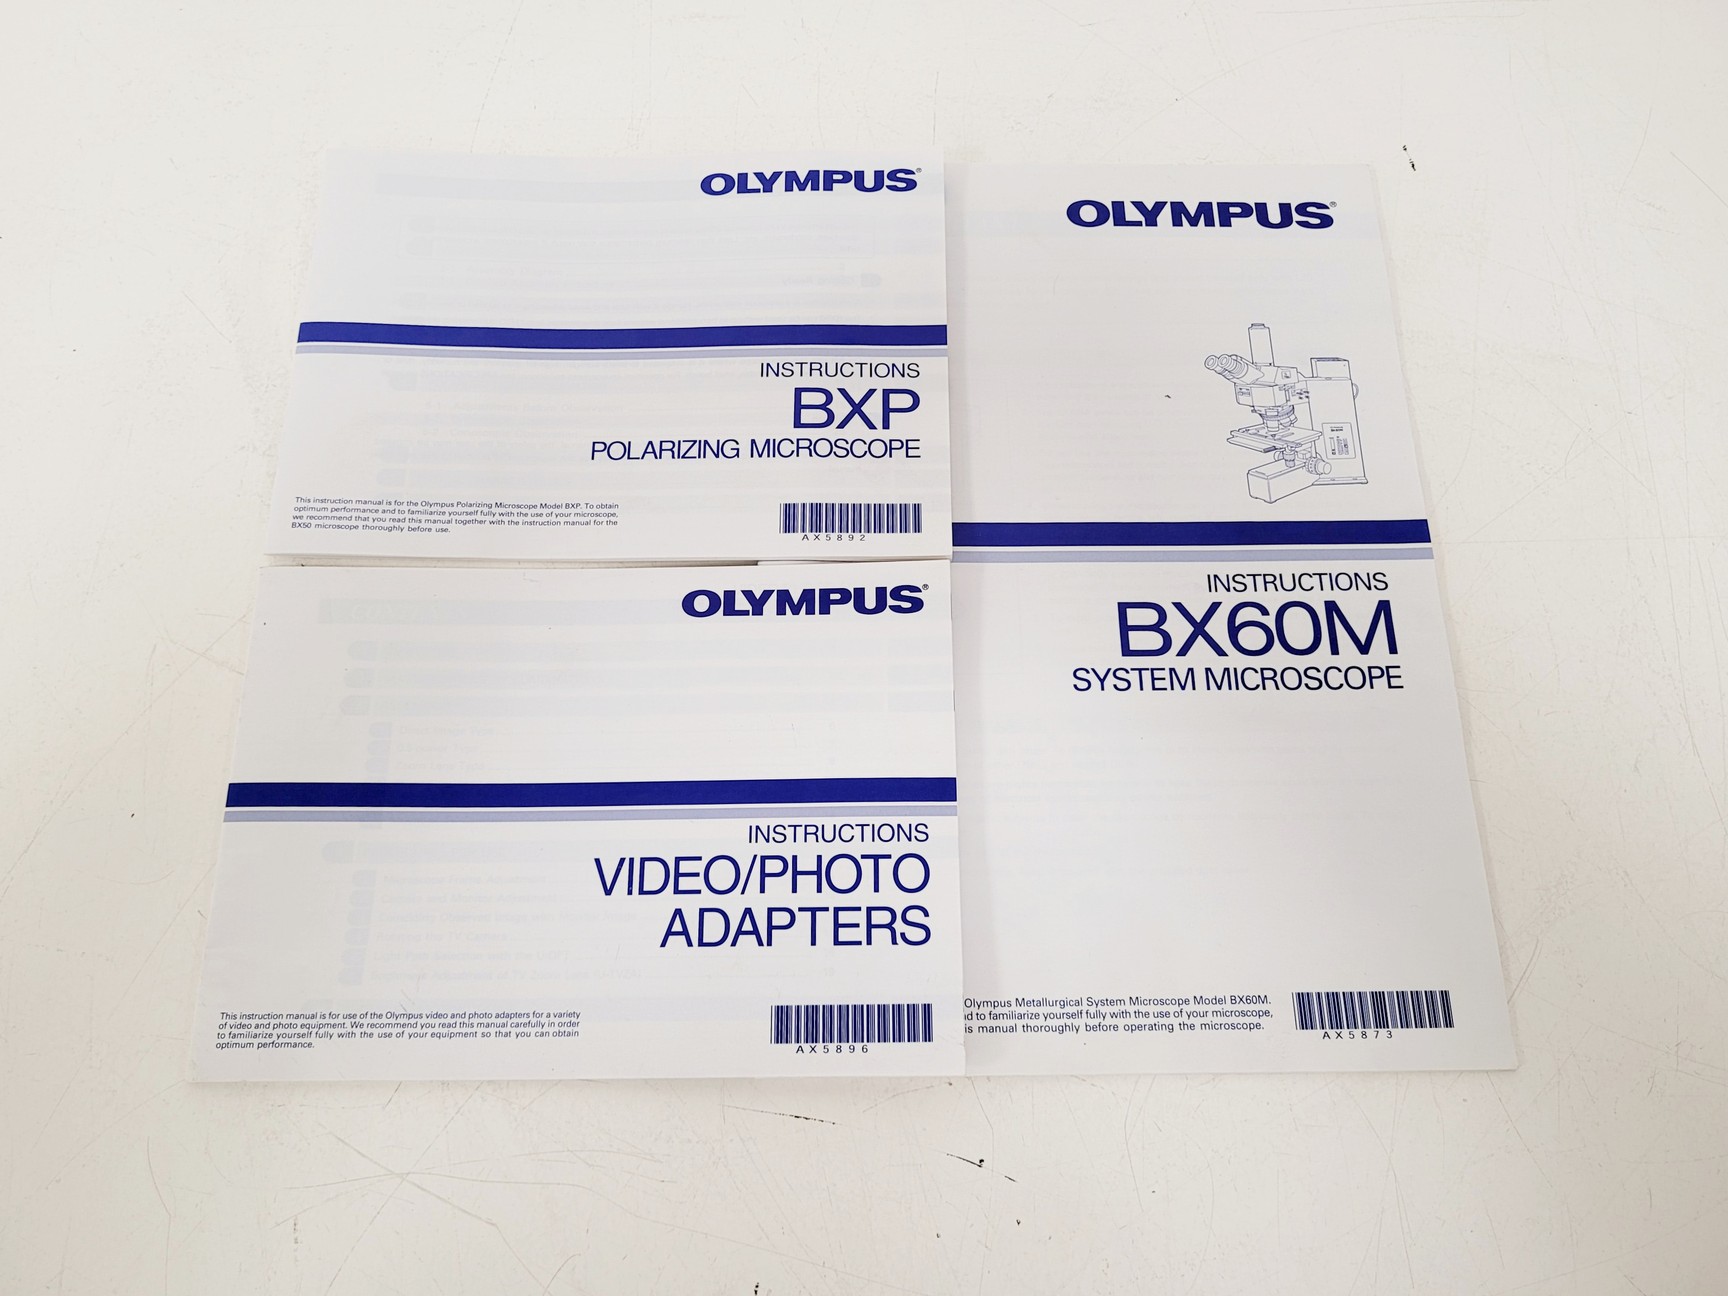 OLYMPUS®
INSTRUCTIONS
BXP
POLARIZING MICROSCOPE
This instruction manual is for the Olympus Polarizing Microscope Model BXP. To obtain
optimum performance and to familiarize yourself fully with the use of your microscope,
we recommend that you read this manual together with the instruction manual for the
BX50 microscope thoroughly before use.
AX5892
OLYMPUS®
INSTRUCTIONS
VIDEO/PHOTO
ADAPTERS
This instruction manual is for use of the Olympus video and photo adapters for a variety
of video and photo equipment. We recommend you read this manual carefully in order
to familiarize yourself fully with the use of your equipment so that you can obtain
optimum performance.
AX5896
OLYMPUS®
INSTRUCTIONS
BX60M
SYSTEM MICROSCOPE
Olympus Metallurgical System Microscope Model BX60M.
d to familiarize yourself fully with the use of your microscope,
is manual thoroughly before operating the microscope.
AX5873